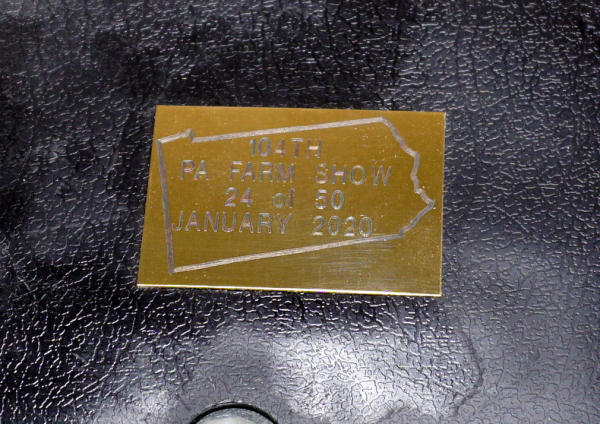 104TH
PA FARM SHOW
24 of 50
JANUARY 2020